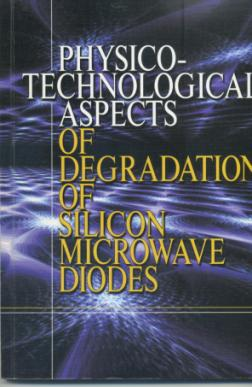 PHYSICO-
TECHNOLOGICAL
ASPECTS
OF
DEGRADATION
OF
SILICON
MICROWAVE
DIODES